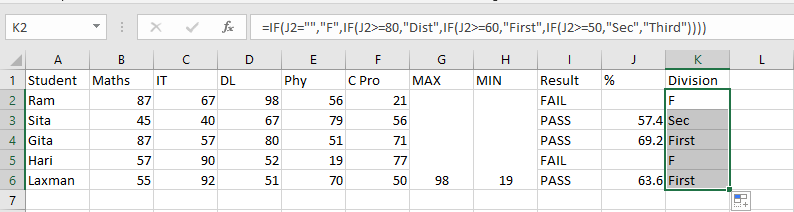 K2 fx =IF(J2="","F",IF(J2>=80,"Dist",IF(J2>=60,"First",IF(J2>=50,"Sec","Third"))))
A B C D E F G H I J K L
1 Student Maths IT DL Phy C Pro MAX MIN Result % Division
2 Ram 87 67 98 56 21 FAIL F
3 Sita 45 40 67 79 56 PASS 57.4 Sec
4 Gita 87 57 80 51 71 PASS 69.2 First
5 Hari 57 90 52 19 77 FAIL F
6 Laxman 55 92 51 70 50 98 19 PASS 63.6 First
7